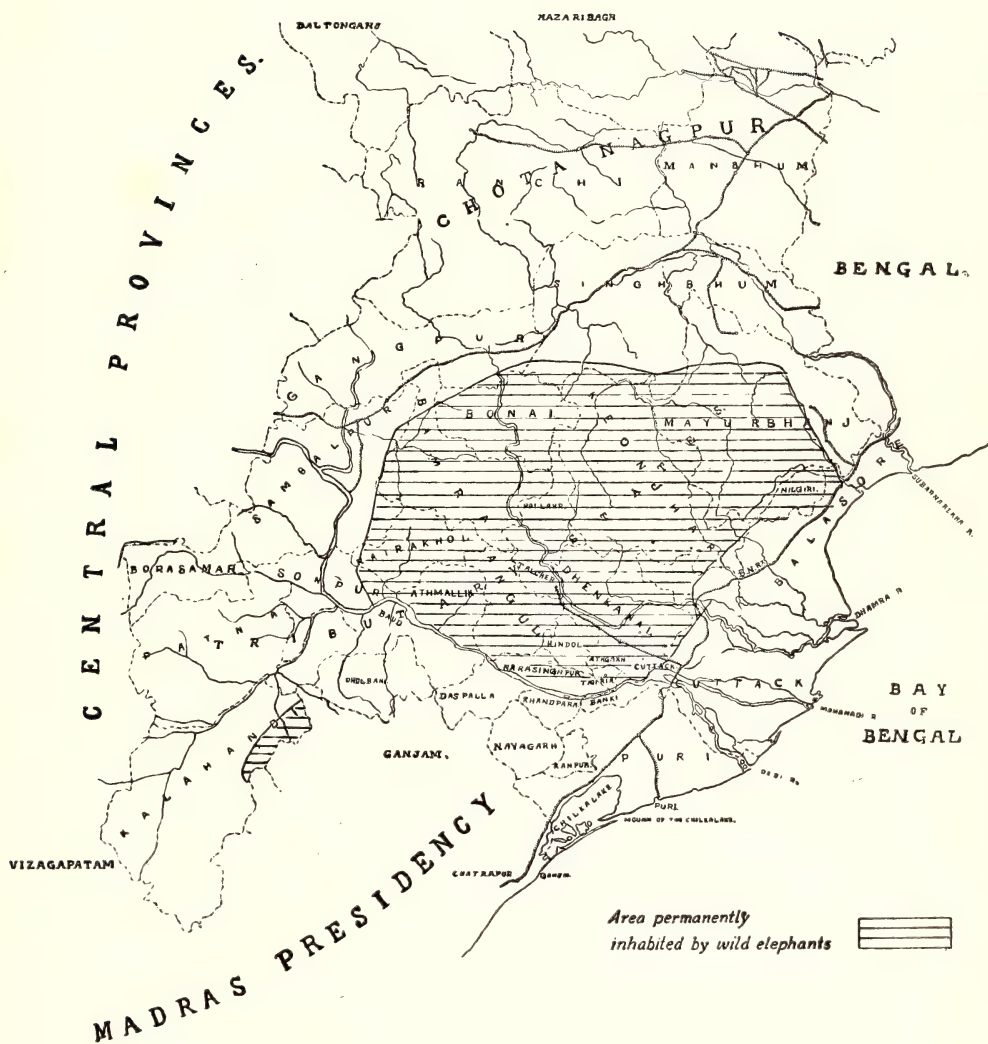 DALTONGANJ
HAZARIBAGH
CENTRAL PROVINCES.
CHOTA NAGPUR
RANCHI
MANBHUM
BENGAL.
SINGHBHUM
GANGPUR
BONAI
KEONJHAR
MAYURBHANJ
NILGIRI.
SAMBALPUR
BAMRA
PAL LAHRA
BALASORE
SUBARNAREKHA R.
RAIRAKHOL
BORASAMAR
SONPUR
ATHMALLIK
ANGUL
TALCHER
DHENKANAL
DHAMRA R
PATNA
TRIBUT
BAUD
HINDOL
ATHGARH
NARASINGHPUR
TIGIRIA
CUTTACK
CUTTACK
DHOLBANI
DASPALLA
KHANDPARA
BANKI
MAHANADI R
BAY
OF
BENGAL
KALAHANDI
GANJAM.
NAYAGARH
RANPUR
PURI
DEBI R.
CHILKA LAKE
PURI.
MOUTH OF THE CHILKA LAKE.
VIZAGAPATAM
CHATRAPUR
MADRAS PRESIDENCY
Area permanently
inhabited by wild elephants